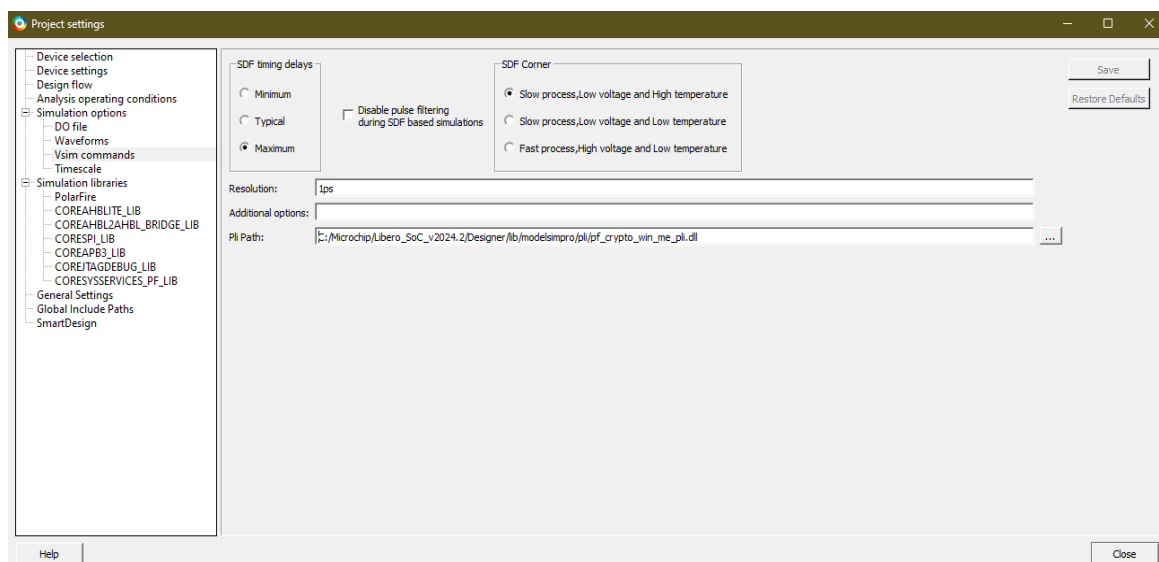 Project settings
Device selection
Device settings
Design flow
Analysis operating conditions
Simulation options
DO file
Waveforms
Vsim commands
Timescale
Simulation libraries
PolarFire
COREAHBLITE_LIB
COREAHBL2AHBL_BRIDGE_LIB
CORESPI_LIB
COREAPB3_LIB
COREJTAGDEBUG_LIB
CORESYSSERVICES_PF_LIB
General Settings
Global Include Paths
SmartDesign
SDF timing delays
Minimum
Typical
Maximum
Disable pulse filtering
during SDF based simulations
SDF Corner
Slow process,Low voltage and High temperature
Slow process,Low voltage and Low temperature
Fast process,High voltage and Low temperature
Save
Restore Defaults
Resolution: 1ps
Additional options:
Pli Path: C:/Microchip/Libero_SoC_v2024.2/Designer/lib/modelsimpro/pli/pf_crypto_win_me_pli.dll ...
Help
Close